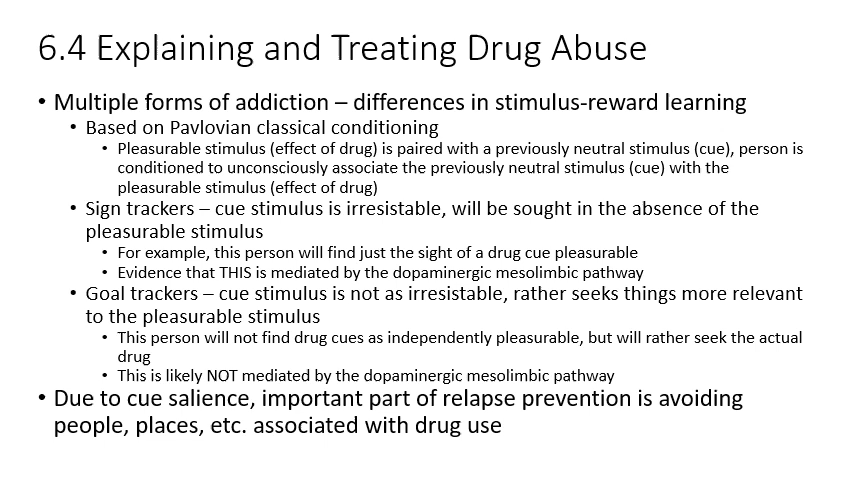 6.4 Explaining and Treating Drug Abuse
• Multiple forms of addiction – differences in stimulus-reward learning
• Based on Pavlovian classical conditioning
• Pleasurable stimulus (effect of drug) is paired with a previously neutral stimulus (cue), person is
conditioned to unconsciously associate the previously neutral stimulus (cue) with the
pleasurable stimulus (effect of drug)
• Sign trackers – cue stimulus is irresistable, will be sought in the absence of the
pleasurable stimulus
• For example, this person will find just the sight of a drug cue pleasurable
• Evidence that THIS is mediated by the dopaminergic mesolimbic pathway
• Goal trackers – cue stimulus is not as irresistable, rather seeks things more relevant
to the pleasurable stimulus
• This person will not find drug cues as independently pleasurable, but will rather seek the actual
drug
• This is likely NOT mediated by the dopaminergic mesolimbic pathway
• Due to cue salience, important part of relapse prevention is avoiding
people, places, etc. associated with drug use